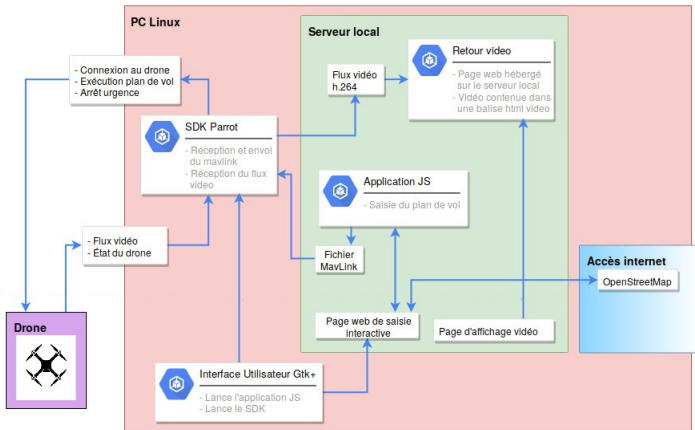 PC Linux
Serveur local
- Connexion au drone
- Exécution plan de vol
- Arrêt urgence
Flux vidéo
h.264
Retour video
- Page web hébergé
sur le serveur local
- Vidéo contenue dans
une balise html video
SDK Parrot
- Réception et envoi
du mavlink
- Réception du flux
video
Application JS
- Saisie du plan de vol
- Flux vidéo
- État du drone
Fichier
MavLink
Accès internet
OpenStreetMap
Drone
Page web de saisie
interactive
Page d'affichage vidéo
Interface Utilisateur Gtk+
- Lance l'application JS
- Lance le SDK